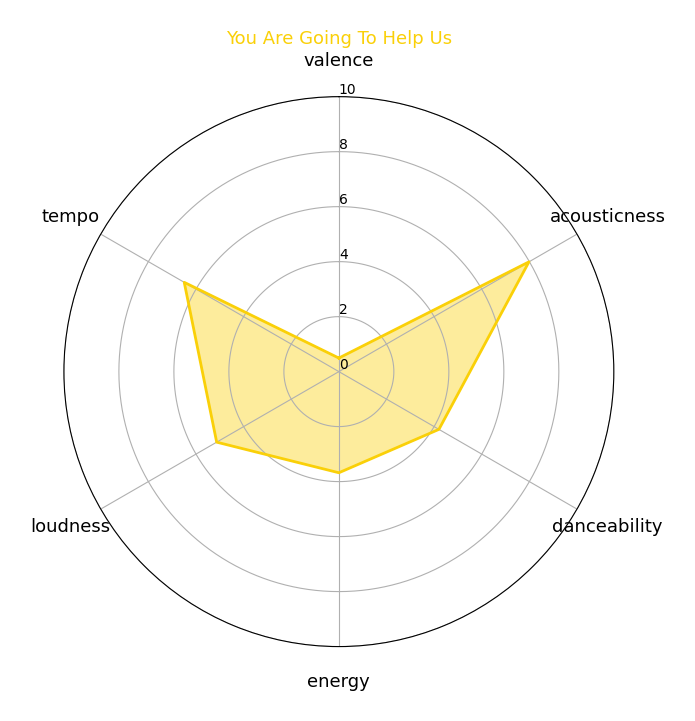 You Are Going To Help Us
valence
10
8
6
4
2
0
tempo
acousticness
loudness
danceability
energy